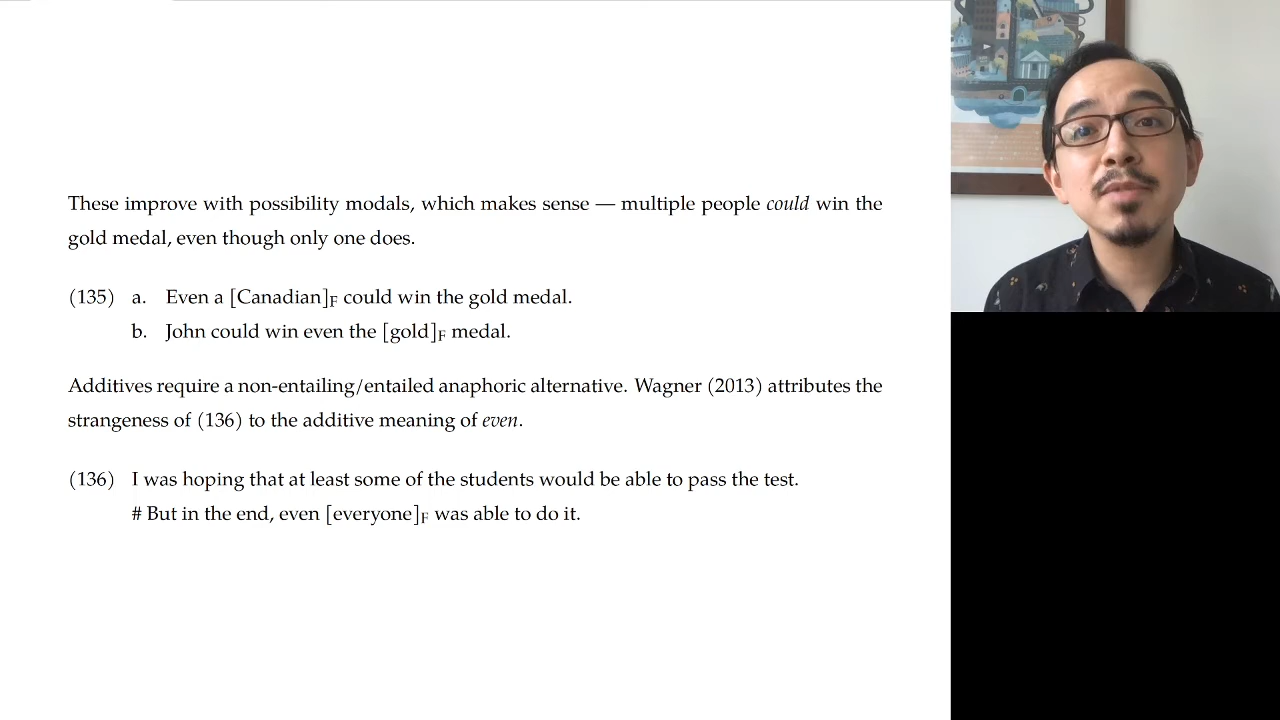 These improve with possibility modals, which makes sense — multiple people could win the
gold medal, even though only one does.
(135) a. Even a [Canadian]F could win the gold medal.
b. John could win even the [gold]F medal.
Additives require a non-entailing/entailed anaphoric alternative. Wagner (2013) attributes the
strangeness of (136) to the additive meaning of even.
(136) I was hoping that at least some of the students would be able to pass the test.
# But in the end, even [everyone]F was able to do it.